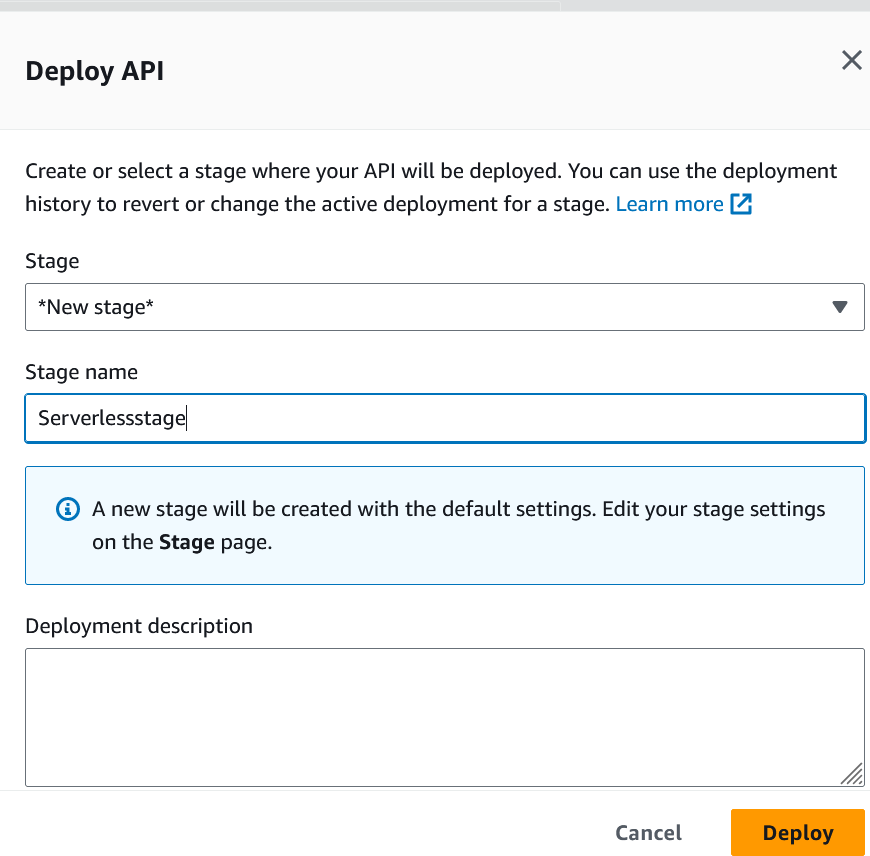 Deploy API
Create or select a stage where your API will be deployed. You can use the deployment
history to revert or change the active deployment for a stage. Learn more
Stage
*New stage*
Stage name
Serverlessstage
A new stage will be created with the default settings. Edit your stage settings
on the Stage page.
Deployment description
Cancel
Deploy